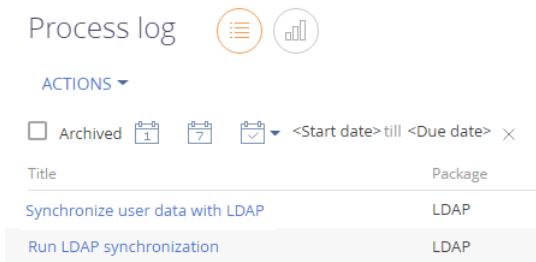 Process log
ACTIONS
Archived 1 7 <Start date> till <Due date>
Title Package
Synchronize user data with LDAP LDAP
Run LDAP synchronization LDAP